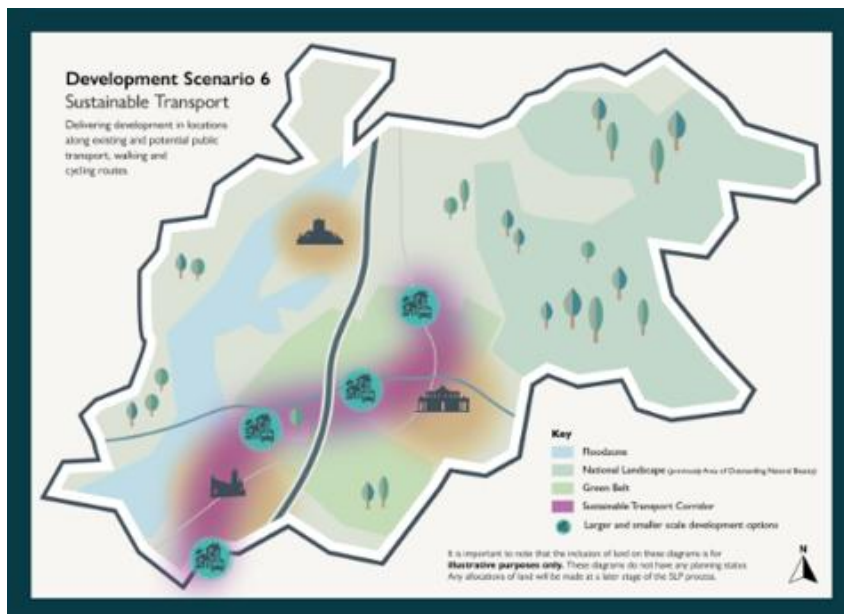 Development Scenario 6
Sustainable Transport
Delivering development in locations
along existing and potential public
transport, walking and
cycling routes
Key
Floodzone
National Landscape (previously Area of Outstanding Natural Beauty)
Green Belt
Sustainable Transport Corridor
Larger and smaller scale development options
It is important to note that the inclusion of land on these diagrams is for
illustrative purposes only. These diagrams do not have any planning status.
Any allocations of land will be made at a later stage of the SLP process.
N